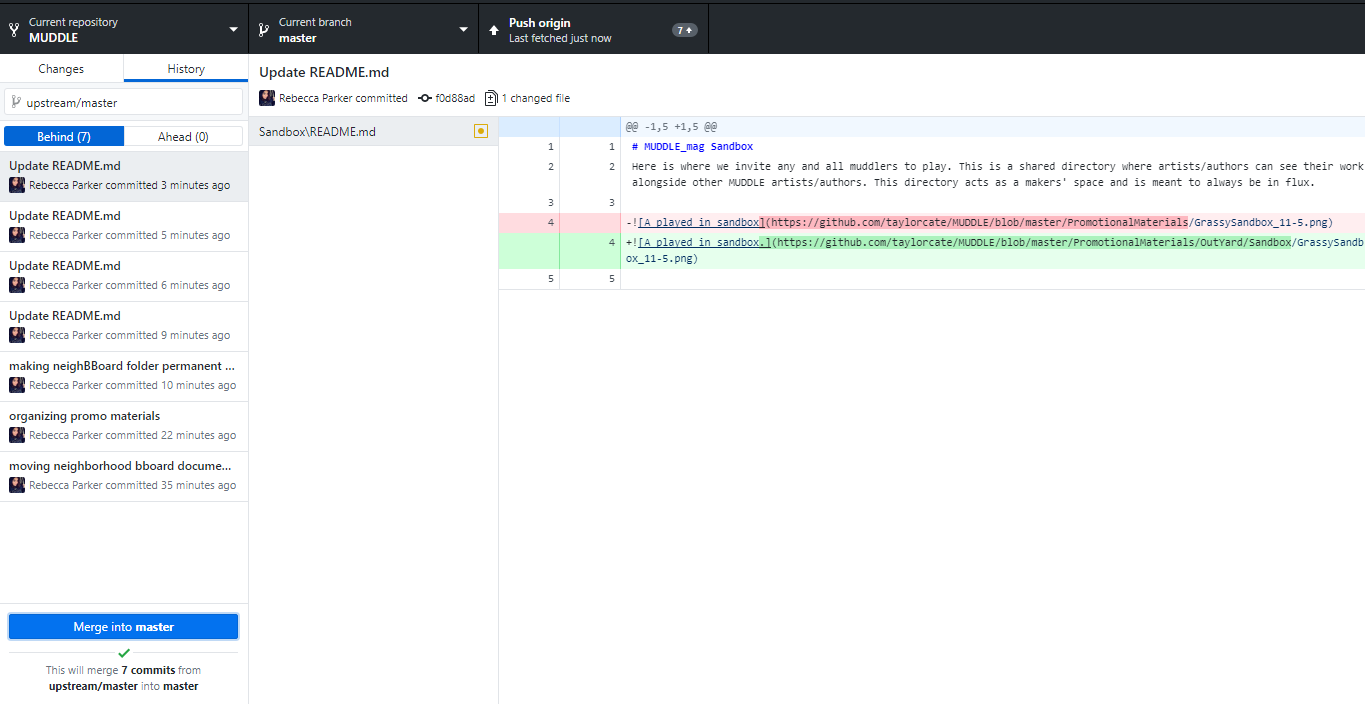 Current repository
MUDDLE
Current branch
master
Push origin
Last fetched just now
7
Changes
History
upstream/master
Behind (7)
Ahead (0)
Update README.md
Rebecca Parker committed 3 minutes ago
Update README.md
Rebecca Parker committed 5 minutes ago
Update README.md
Rebecca Parker committed 6 minutes ago
Update README.md
Rebecca Parker committed 9 minutes ago
making neighBBoard folder permanent ...
Rebecca Parker committed 10 minutes ago
organizing promo materials
Rebecca Parker committed 22 minutes ago
moving neighborhood bboard docume...
Rebecca Parker committed 35 minutes ago
Merge into master
This will merge 7 commits from
upstream/master into master
Update README.md
Rebecca Parker committed f0d88ad 1 changed file
Sandbox\README.md
@@ -1,5 +1,5 @@
1 1 # MUDDLE_mag Sandbox
2 2 Here is where we invite any and all muddlers to play. This is a shared directory where artists/authors can see their work
alongside other MUDDLE artists/authors. This directory acts as a makers' space and is meant to always be in flux.
3 3
4 -![A played in sandbox](https://github.com/taylorcate/MUDDLE/blob/master/PromotionalMaterials/GrassySandbox_11-5.png)
4 +![A played in sandbox.](https://github.com/taylorcate/MUDDLE/blob/master/PromotionalMaterials/OutYard/Sandbox/GrassySandb
ox_11-5.png)
5 5